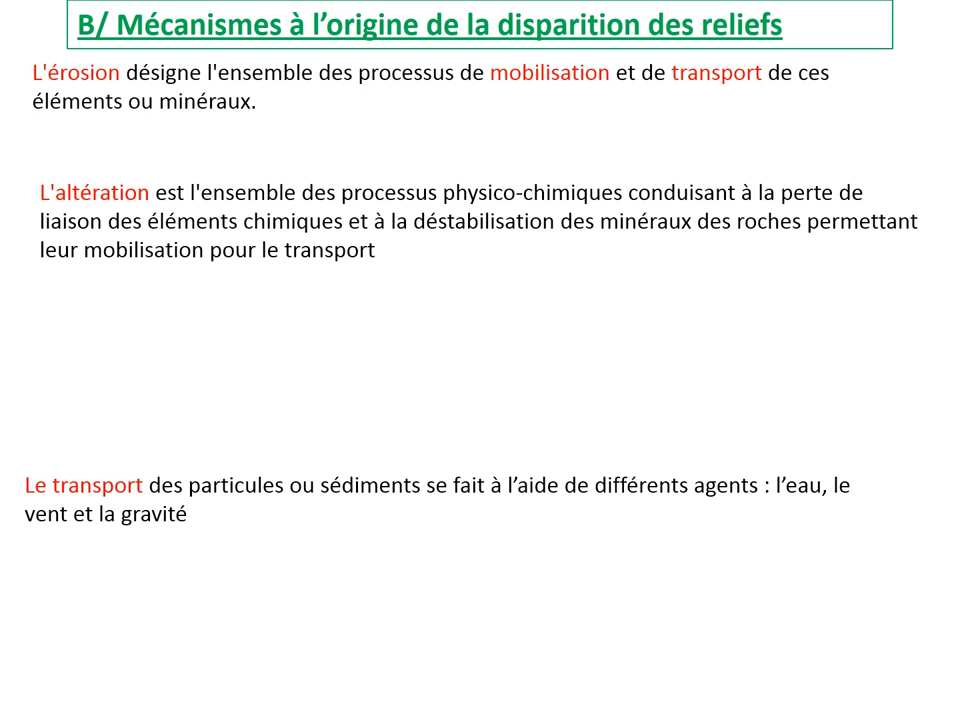 B/ Mécanismes à l’origine de la disparition des reliefs
L'érosion désigne l'ensemble des processus de mobilisation et de transport de ces
éléments ou minéraux.
L'altération est l'ensemble des processus physico-chimiques conduisant à la perte de
liaison des éléments chimiques et à la déstabilisation des minéraux des roches permettant
leur mobilisation pour le transport
Le transport des particules ou sédiments se fait à l’aide de différents agents : l’eau, le
vent et la gravité